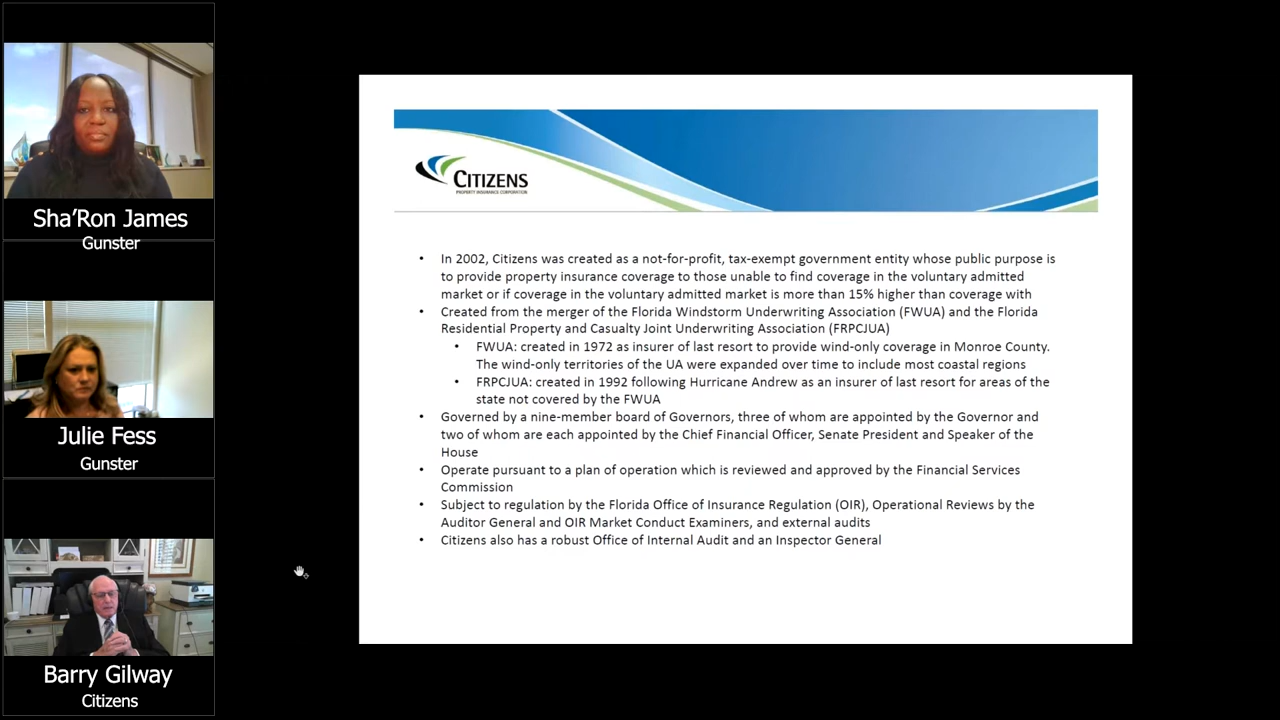 Sha'Ron James
Gunster
Julie Fess
Gunster
Barry Gilway
Citizens
CITIZENS
PROPERTY INSURANCE CORPORATION
• In 2002, Citizens was created as a not-for-profit, tax-exempt government entity whose public purpose is
to provide property insurance coverage to those unable to find coverage in the voluntary admitted
market or if coverage in the voluntary admitted market is more than 15% higher than coverage with
• Created from the merger of the Florida Windstorm Underwriting Association (FWUA) and the Florida
Residential Property and Casualty Joint Underwriting Association (FRPCJUA)
• FWUA: created in 1972 as insurer of last resort to provide wind-only coverage in Monroe County.
The wind-only territories of the UA were expanded over time to include most coastal regions
• FRPCJUA: created in 1992 following Hurricane Andrew as an insurer of last resort for areas of the
state not covered by the FWUA
• Governed by a nine-member board of Governors, three of whom are appointed by the Governor and
two of whom are each appointed by the Chief Financial Officer, Senate President and Speaker of the
House
• Operate pursuant to a plan of operation which is reviewed and approved by the Financial Services
Commission
• Subject to regulation by the Florida Office of Insurance Regulation (OIR), Operational Reviews by the
Auditor General and OIR Market Conduct Examiners, and external audits
• Citizens also has a robust Office of Internal Audit and an Inspector General